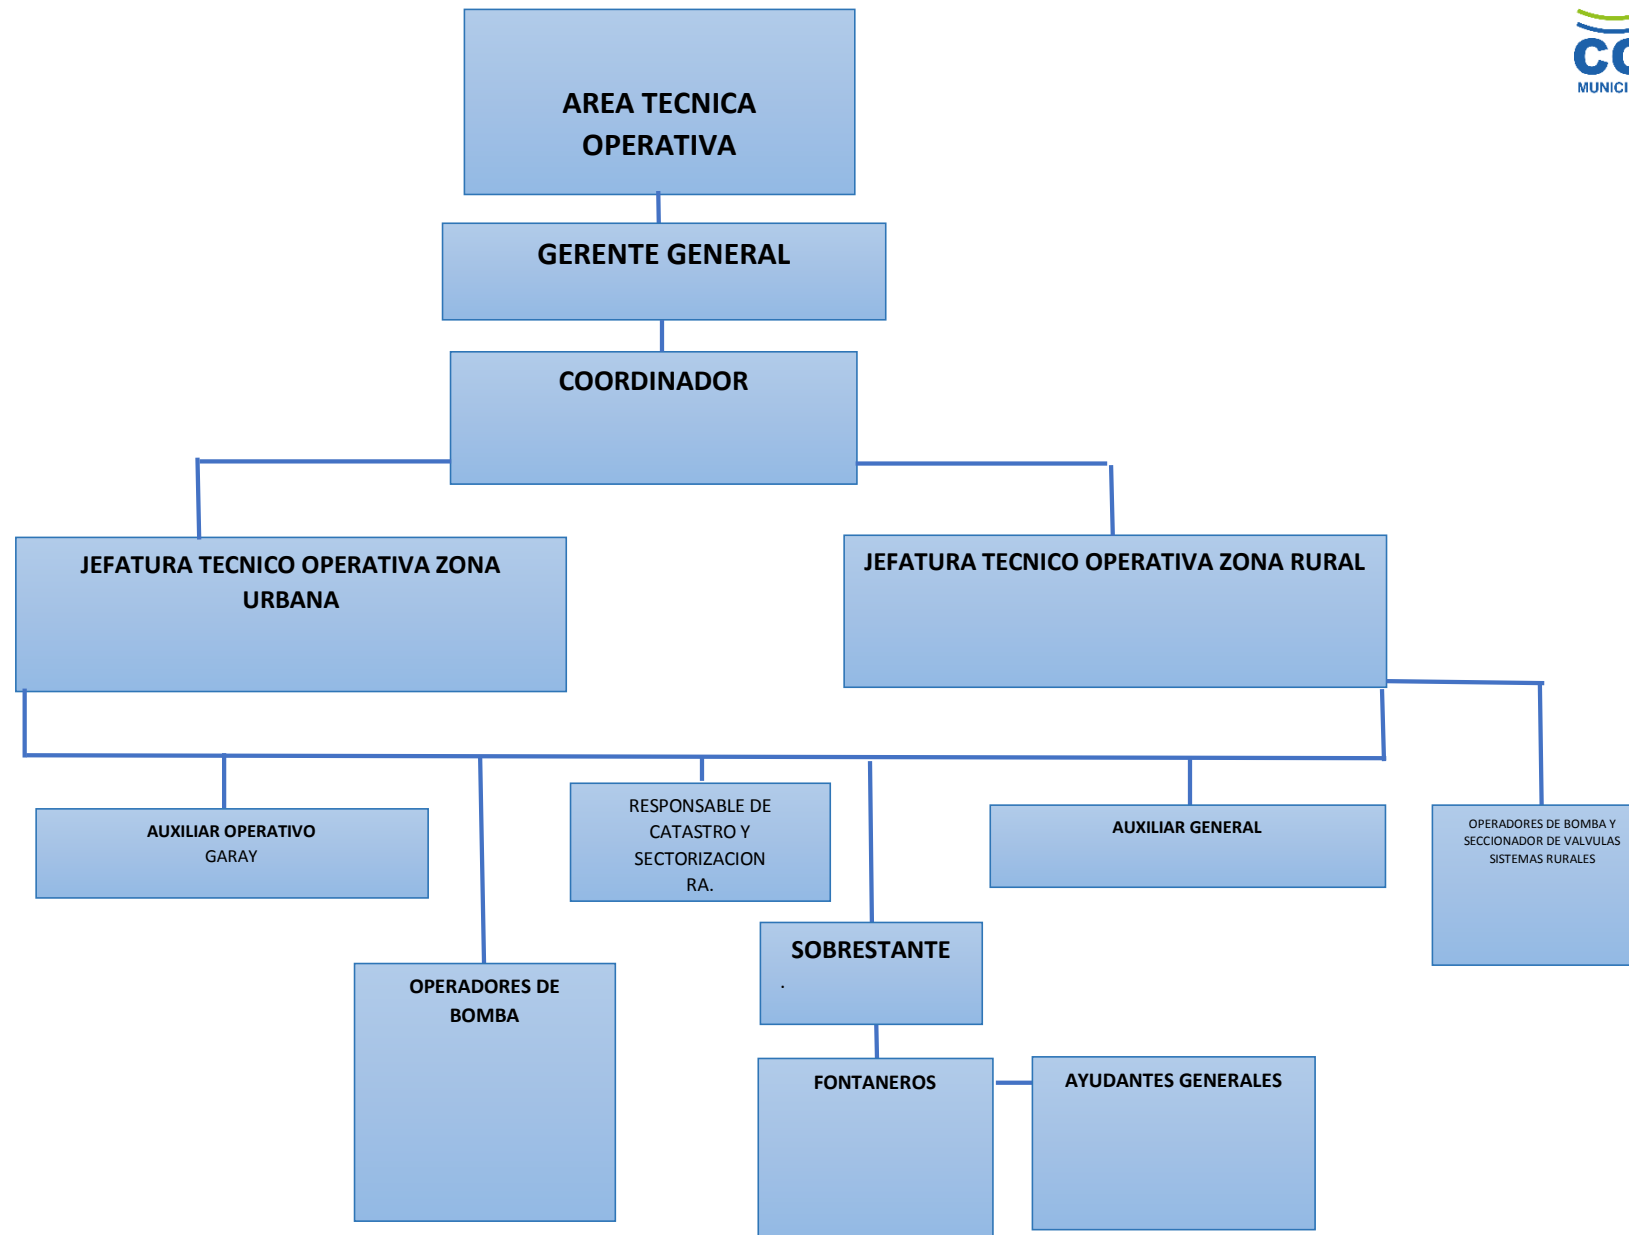 AREA TECNICA
OPERATIVA
GERENTE GENERAL
COORDINADOR
JEFATURA TECNICO OPERATIVA ZONA
URBANA
JEFATURA TECNICO OPERATIVA ZONA RURAL
AUXILIAR OPERATIVO
GARAY
RESPONSABLE DE
CATASTRO Y
SECTORIZACION
RA.
AUXILIAR GENERAL
OPERADORES DE BOMBA Y
SECCIONADOR DE VALVULAS
SISTEMAS RURALES
OPERADORES DE
BOMBA
SOBRESTANTE
.
FONTANEROS
AYUDANTES GENERALES